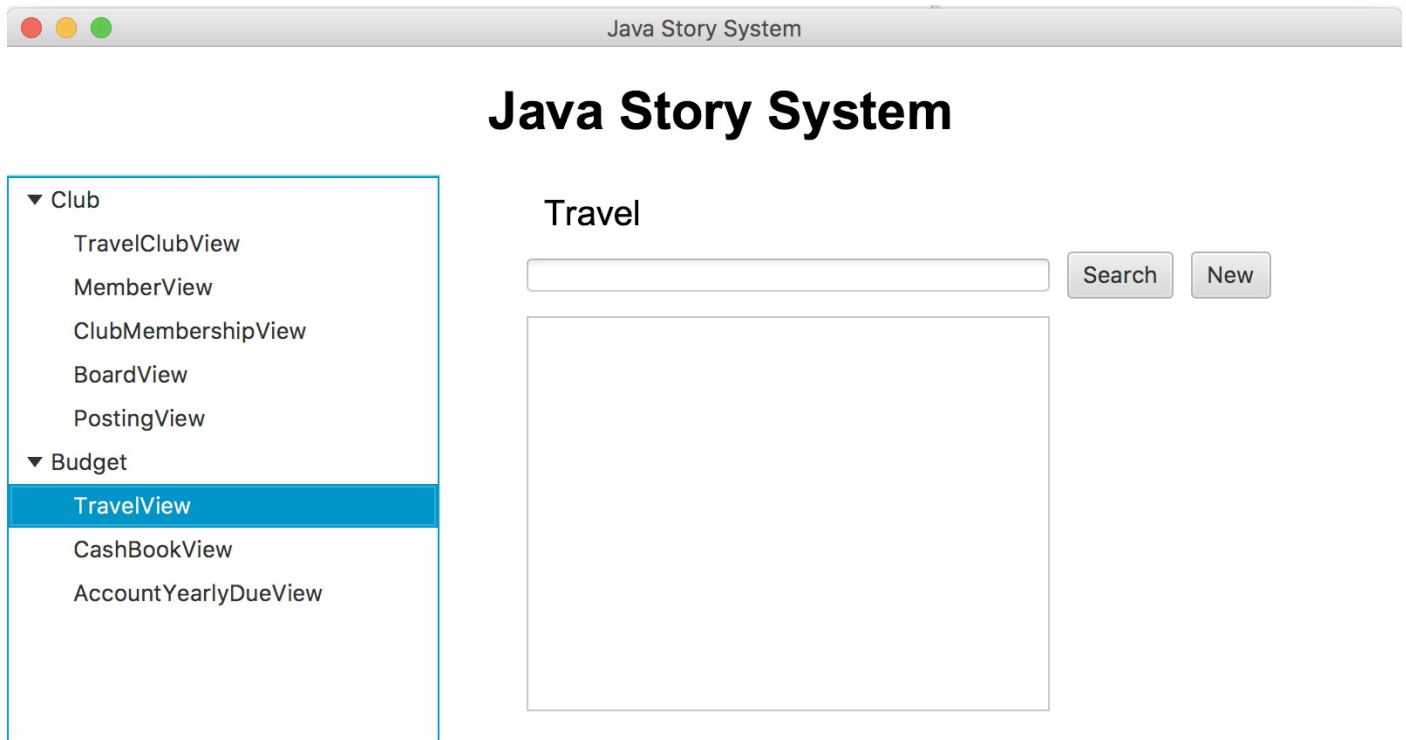 Java Story System
Java Story System
Club
TravelClubView
MemberView
ClubMembershipView
BoardView
PostingView
Budget
TravelView
CashBookView
AccountYearlyDueView
Travel
Search New